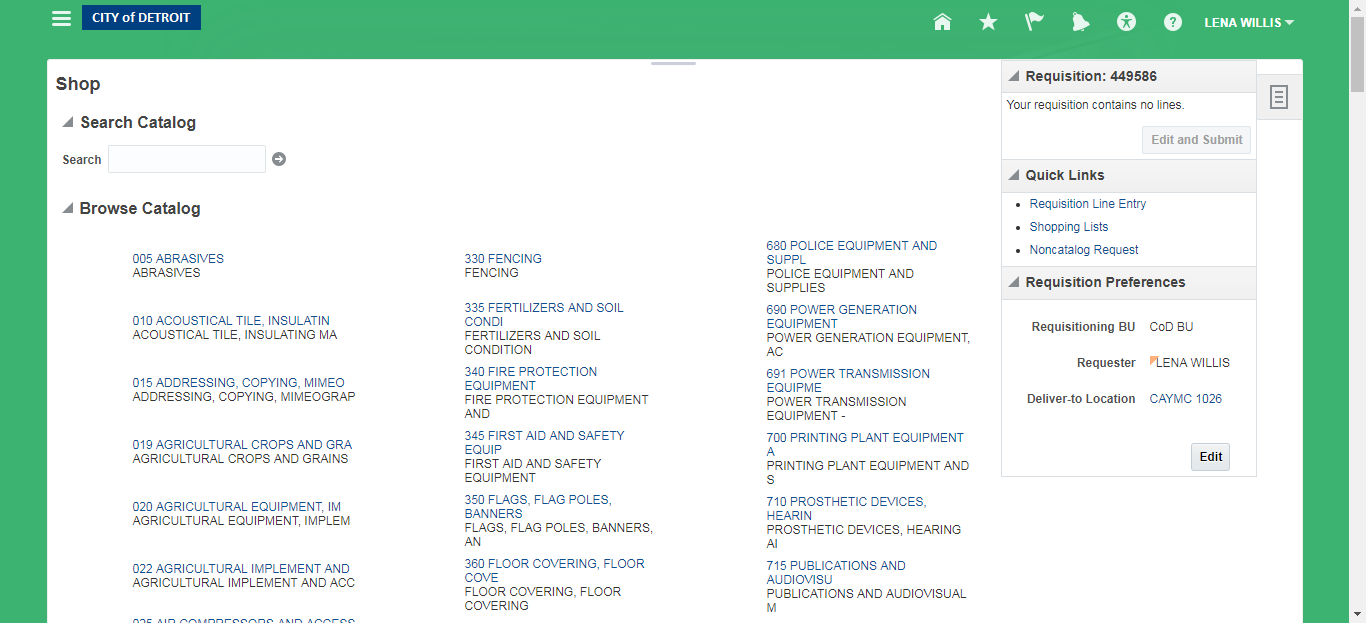 CITY of DETROIT
LENA WILLIS
Shop
Search Catalog
Search
Browse Catalog
005 ABRASIVES
ABRASIVES
010 ACOUSTICAL TILE, INSULATIN
ACOUSTICAL TILE, INSULATING MA
015 ADDRESSING, COPYING, MIMEO
ADDRESSING, COPYING, MIMEOGRAP
019 AGRICULTURAL CROPS AND GRA
AGRICULTURAL CROPS AND GRAINS
020 AGRICULTURAL EQUIPMENT, IM
AGRICULTURAL EQUIPMENT, IMPLEM
022 AGRICULTURAL IMPLEMENT AND
AGRICULTURAL IMPLEMENT AND ACC
025 AIR COMPRESSORS AND ACCESS
330 FENCING
FENCING
335 FERTILIZERS AND SOIL
CONDI
FERTILIZERS AND SOIL
CONDITION
340 FIRE PROTECTION
EQUIPMENT
FIRE PROTECTION EQUIPMENT
AND
345 FIRST AID AND SAFETY
EQUIP
FIRST AID AND SAFETY
EQUIPMENT
350 FLAGS, FLAG POLES,
BANNERS
FLAGS, FLAG POLES, BANNERS,
AN
360 FLOOR COVERING, FLOOR
COVE
FLOOR COVERING, FLOOR
COVERING
680 POLICE EQUIPMENT AND
SUPPL
POLICE EQUIPMENT AND
SUPPLIES
690 POWER GENERATION
EQUIPMENT
POWER GENERATION EQUIPMENT,
AC
691 POWER TRANSMISSION
EQUIPME
POWER TRANSMISSION
EQUIPMENT -
700 PRINTING PLANT EQUIPMENT
A
PRINTING PLANT EQUIPMENT AND
S
710 PROSTHETIC DEVICES,
HEARIN
PROSTHETIC DEVICES, HEARING
AI
715 PUBLICATIONS AND
AUDIOVISU
PUBLICATIONS AND AUDIOVISUAL
M
Requisition: 449586
Your requisition contains no lines.
Edit and Submit
Quick Links
Requisition Line Entry
Shopping Lists
Noncatalog Request
Requisition Preferences
Requisitioning BU CoD BU
Requester LENA WILLIS
Deliver-to Location CAYMC 1026
Edit